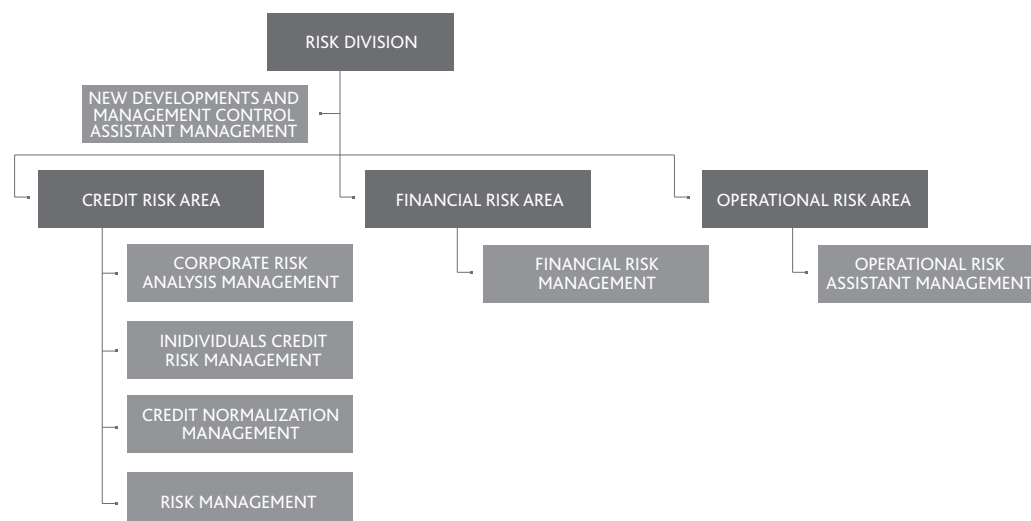 RISK DIVISION
NEW DEVELOPMENTS AND
MANAGEMENT CONTROL
ASSISTANT MANAGEMENT
CREDIT RISK AREA
FINANCIAL RISK AREA
OPERATIONAL RISK AREA
CORPORATE RISK
ANALYSIS MANAGEMENT
FINANCIAL RISK
MANAGEMENT
OPERATIONAL RISK
ASSISTANT MANAGEMENT
INIDIVIDUALS CREDIT
RISK MANAGEMENT
CREDIT NORMALIZATION
MANAGEMENT
RISK MANAGEMENT